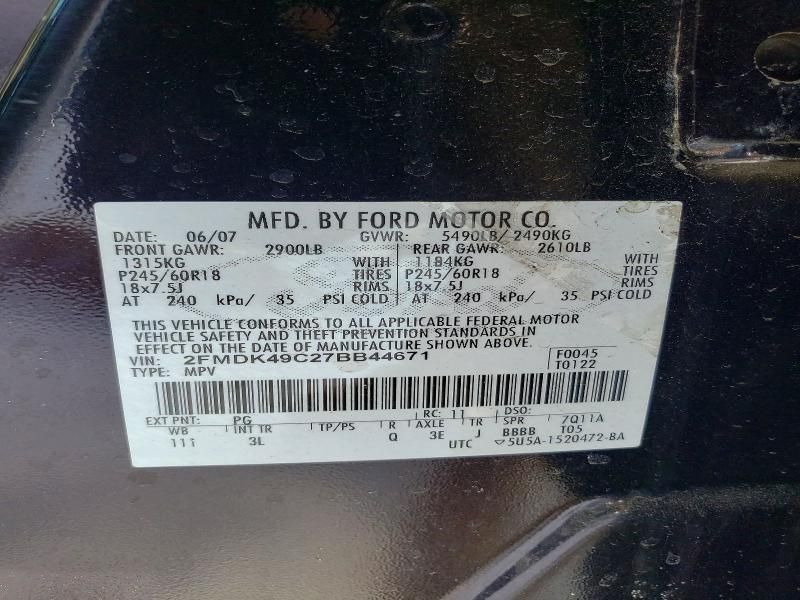 MFD. BY FORD MOTOR CO.
DATE: 06/07 GVWR: 5490LB/ 2490KG
FRONT GAWR: 2900LB REAR GAWR: 2610LB
1315KG WITH 1184KG WITH
P245/60R18 TIRES P245/60R18 TIRES
18x7.5J RIMS 18x7.5J RIMS
AT 240 kPa/ 35 PSI COLD AT 240 kPa/ 35 PSI COLD
THIS VEHICLE CONFORMS TO ALL APPLICABLE FEDERAL MOTOR
VEHICLE SAFETY AND THEFT PREVENTION STANDARDS IN
EFFECT ON THE DATE OF MANUFACTURE SHOWN ABOVE.
VIN: 2FMDK49C27BB44671 F0045
TYPE: MPV T0122
EXT PNT: PG RC: 11 DSO: 7Q11A
WB INT TR TP/PS R AXLE TR SPR T05
111 3L Q 3E J BBBB
UTC 5U5A-1520472-BA